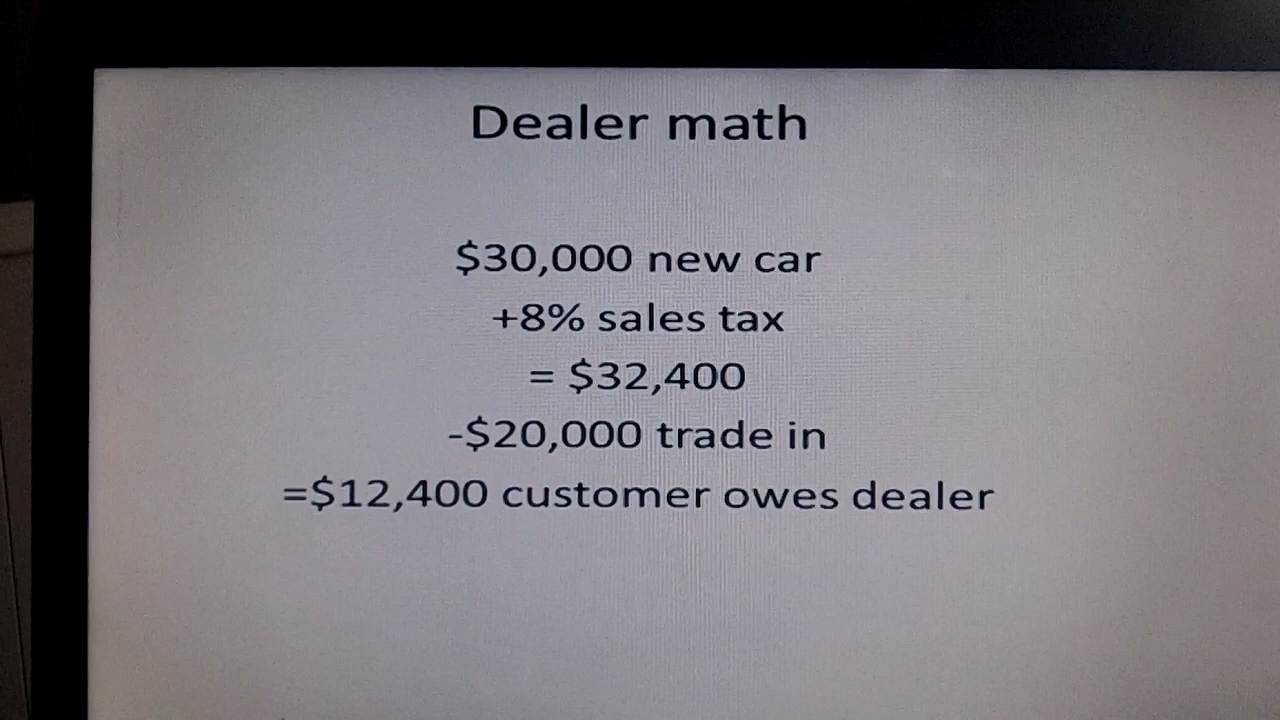 Dealer math
$30,000 new car
+8% sales tax
= $32,400
-$20,000 trade in
=$12,400 customer owes dealer